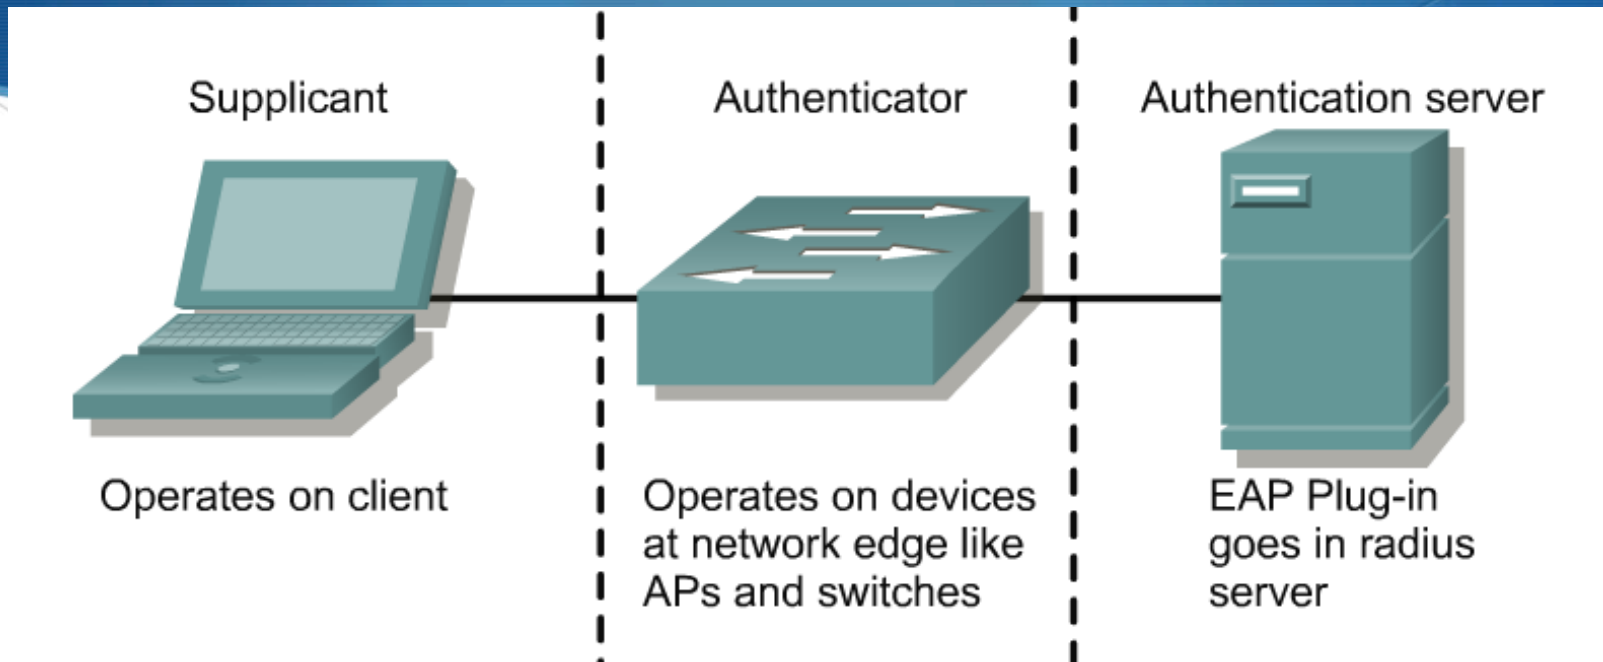 Supplicant
Authenticator
Authentication server
Operates on client
Operates on devices
at network edge like
APs and switches
EAP Plug-in
goes in radius
server